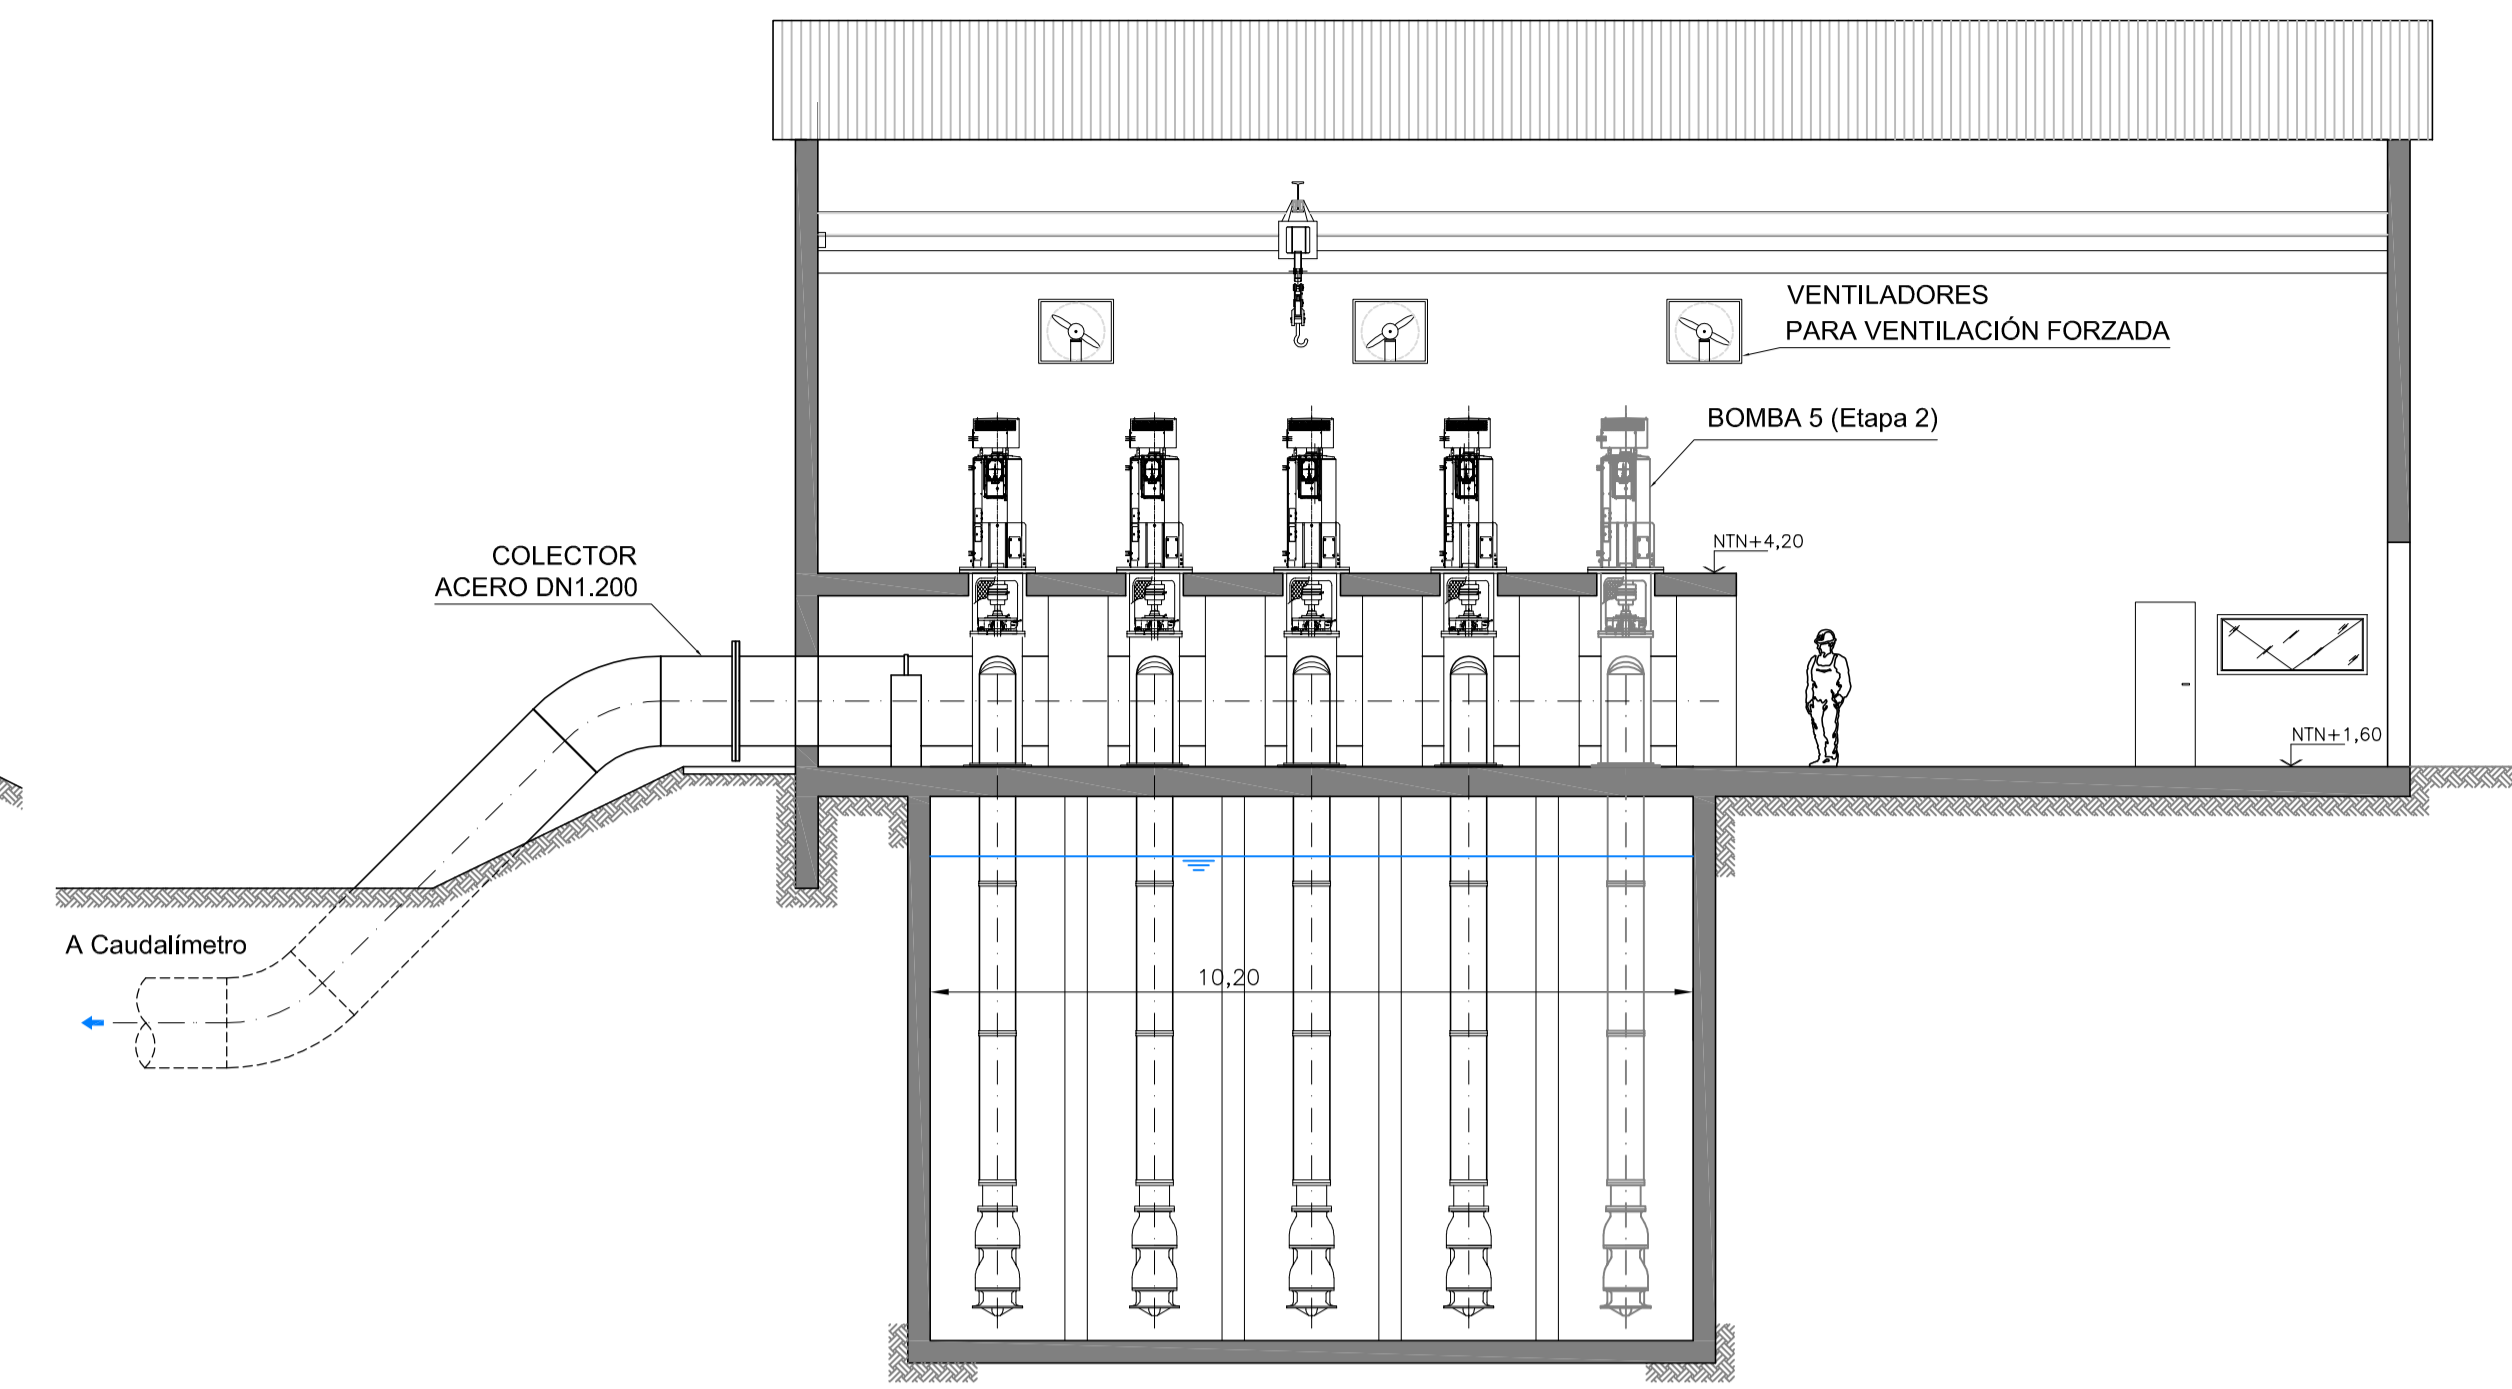 VENTILADORES
PARA VENTILACIÓN FORZADA
BOMBA 5 (Etapa 2)
NTN+4,20
COLECTOR
ACERO DN1.200
NTN+1,60
A Caudalímetro
10,20